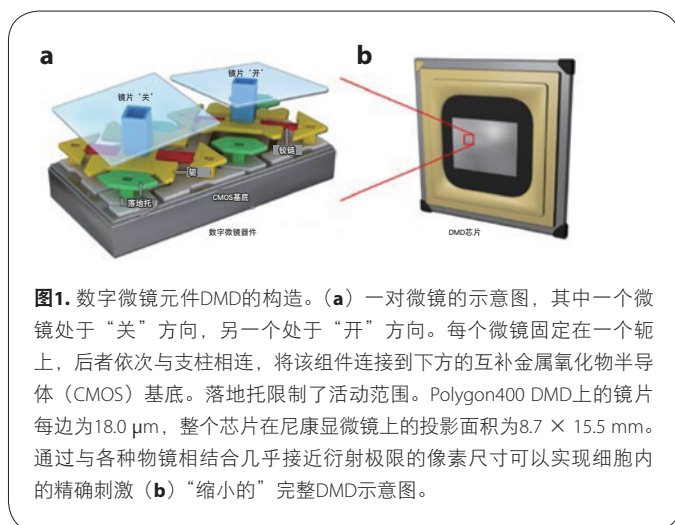 a
b
镜片‘关’
镜片‘开’
铰链
轭
落地托
CMOS基底
数字微镜器件
DMD芯片
图1. 数字微镜元件DMD的构造。（a）一对微镜的示意图，其中一个微
镜处于“关”方向，另一个处于“开”方向。每个微镜固定在一个轭
上，后者依次与支柱相连，将该组件连接到下方的互补金属氧化物半导
体（CMOS）基底。落地托限制了活动范围。Polygon400 DMD上的镜片
每边为18.0 μm，整个芯片在尼康显微镜上的投影面积为8.7 × 15.5 mm。
通过与各种物镜相结合几乎接近衍射极限的像素尺寸可以实现细胞内
的精确刺激（b）“缩小的”完整DMD示意图。